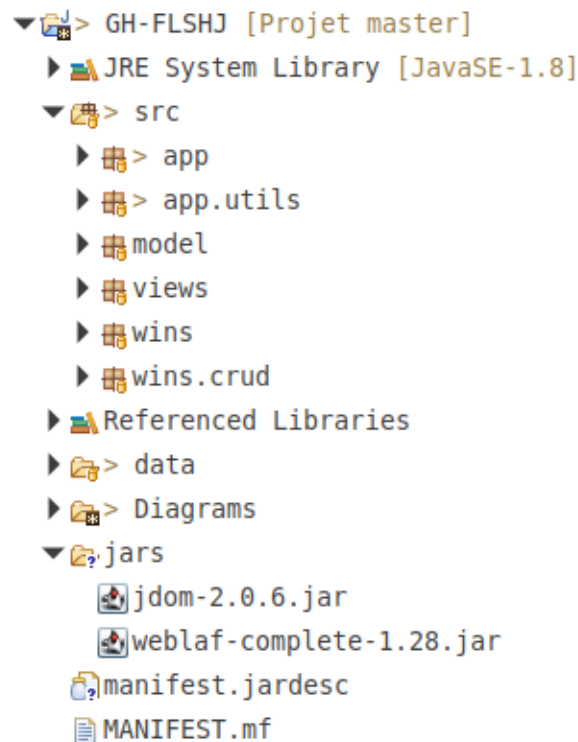 > GH-FLSHJ [Projet master]
JRE System Library [JavaSE-1.8]
> src
> app
> app.utils
model
views
wins
wins.crud
Referenced Libraries
> data
> Diagrams
jars
jdom-2.0.6.jar
weblaf-complete-1.28.jar
manifest.jardesc
MANIFEST.mf